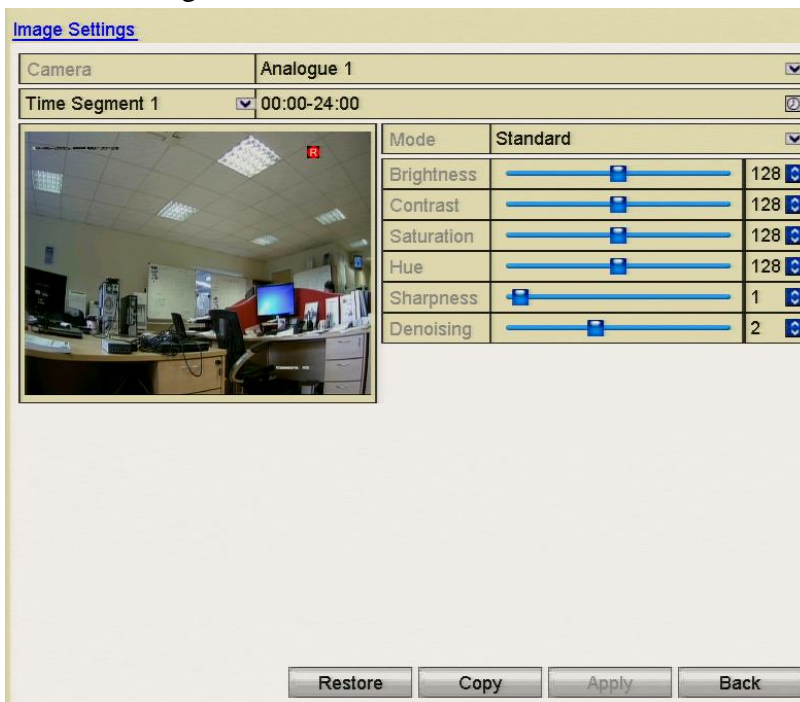 Image Settings
Camera Analogue 1
Time Segment 1 00:00-24:00
R
Mode Standard
Brightness 128
Contrast 128
Saturation 128
Hue 128
Sharpness 1
Denoising 2
Restore Copy Apply Back